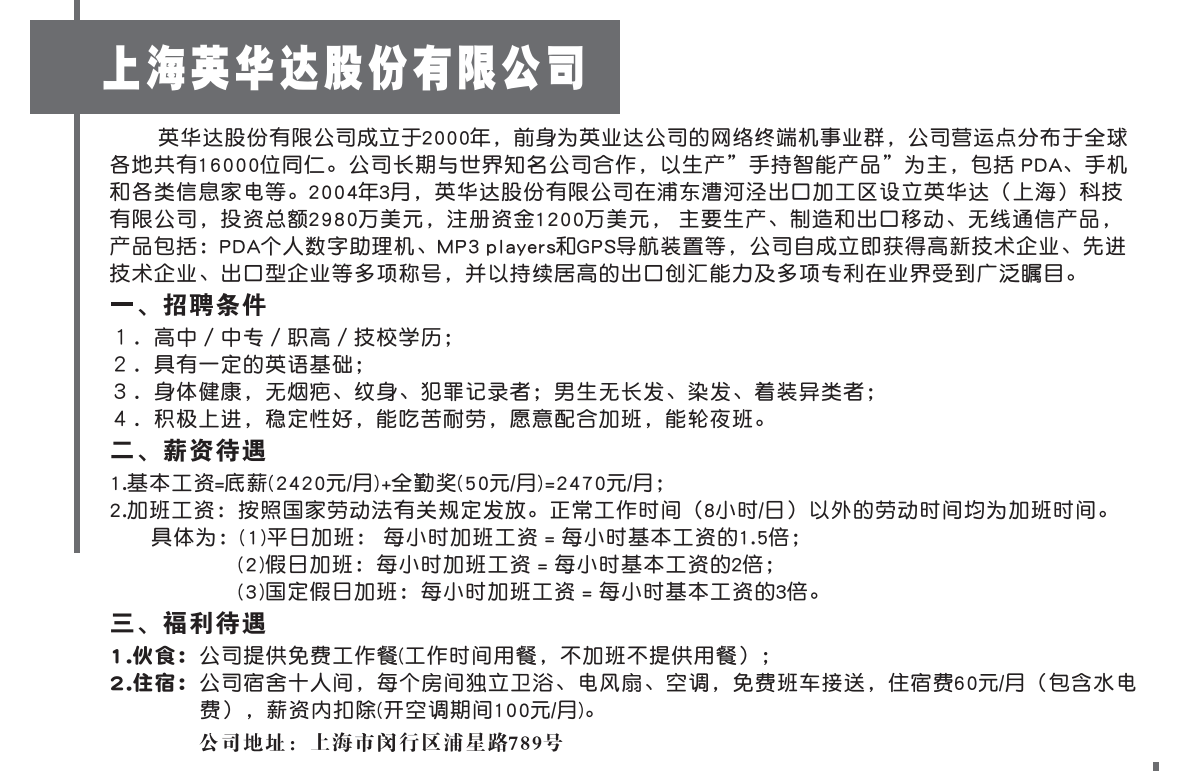 上海英华达股份有限公司
英华达股份有限公司成立于2000年，前身为英业达公司的网络终端机事业群，公司营运点分布于全球
各地共有16000位同仁。公司长期与世界知名公司合作，以生产”手持智能产品”为主，包括 PDA、手机
和各类信息家电等。2004年3月，英华达股份有限公司在浦东漕河泾出口加工区设立英华达（上海）科技
有限公司，投资总额2980万美元，注册资金1200万美元， 主要生产、制造和出口移动、无线通信产品，
产品包括：PDA个人数字助理机、MP3 players和GPS导航装置等，公司自成立即获得高新技术企业、先进
技术企业、出口型企业等多项称号，并以持续居高的出口创汇能力及多项专利在业界受到广泛瞩目。
一、招聘条件
１．高中／中专／职高／技校学历；
２．具有一定的英语基础；
３．身体健康，无烟疤、纹身、犯罪记录者；男生无长发、染发、着装异类者；
４．积极上进，稳定性好，能吃苦耐劳，愿意配合加班，能轮夜班。
二、薪资待遇
1.基本工资=底薪(2420元/月)+全勤奖(50元/月)=2470元/月；
2.加班工资：按照国家劳动法有关规定发放。正常工作时间（8小时/日）以外的劳动时间均为加班时间。
具体为：(1)平日加班： 每小时加班工资 = 每小时基本工资的1.5倍；
(2)假日加班：每小时加班工资 = 每小时基本工资的2倍；
(3)国定假日加班：每小时加班工资 = 每小时基本工资的3倍。
三、福利待遇
1.伙食：公司提供免费工作餐(工作时间用餐，不加班不提供用餐）；
2.住宿：公司宿舍十人间，每个房间独立卫浴、电风扇、空调，免费班车接送，住宿费60元/月（包含水电
费），薪资内扣除(开空调期间100元/月)。
公司地址：上海市闵行区浦星路789号